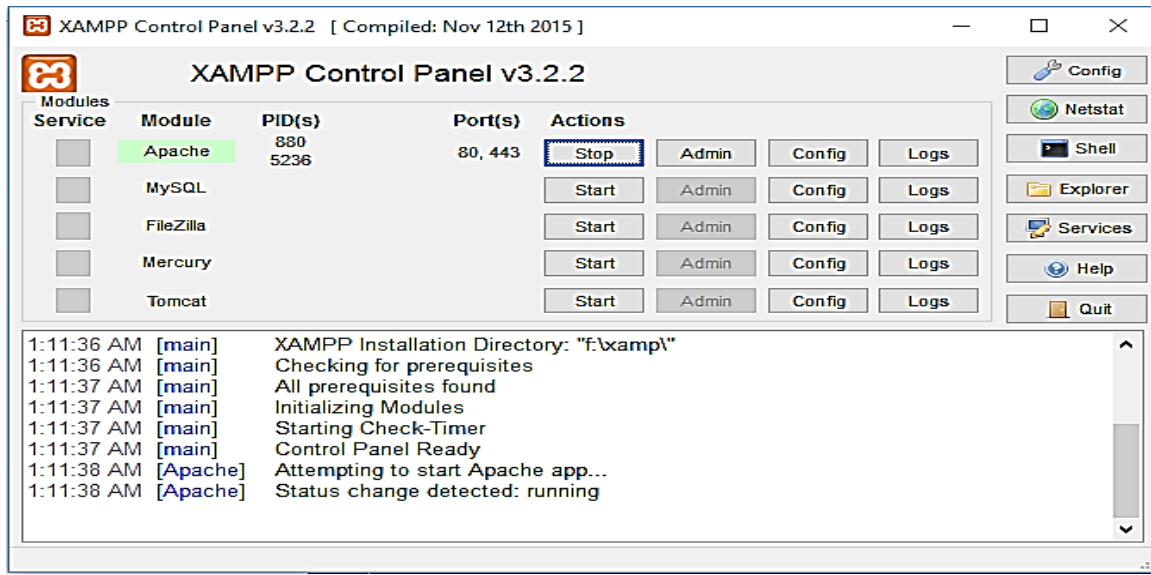 XAMPP Control Panel v3.2.2 [ Compiled: Nov 12th 2015 ]
XAMPP Control Panel v3.2.2
Config
Netstat
Shell
Explorer
Services
Help
Quit
Modules
Service Module PID(s) Port(s) Actions
Apache 880 5236 80, 443 Stop Admin Config Logs
MySQL Start Admin Config Logs
FileZilla Start Admin Config Logs
Mercury Start Admin Config Logs
Tomcat Start Admin Config Logs
1:11:36 AM [main] XAMPP Installation Directory: "f:\xamp\"
1:11:36 AM [main] Checking for prerequisites
1:11:37 AM [main] All prerequisites found
1:11:37 AM [main] Initializing Modules
1:11:37 AM [main] Starting Check-Timer
1:11:37 AM [main] Control Panel Ready
1:11:38 AM [Apache] Attempting to start Apache app...
1:11:38 AM [Apache] Status change detected: running